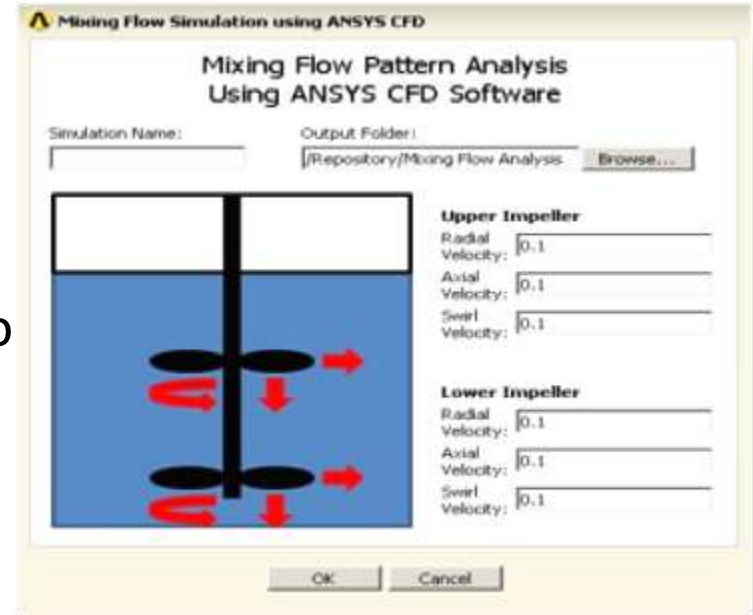 Mixing Flow Simulation using ANSYS CFD
Mixing Flow Pattern Analysis
Using ANSYS CFD Software
Simulation Name:
Output Folder:
/Repository/Mixing Flow Analysis
Browse...
Upper Impeller
Radial
Velocity:
0.1
Axial
Velocity:
0.1
Swirl
Velocity:
0.1
o
Lower Impeller
Radial
Velocity:
0.1
Axial
Velocity:
0.1
Swirl
Velocity:
0.1
OK
Cancel